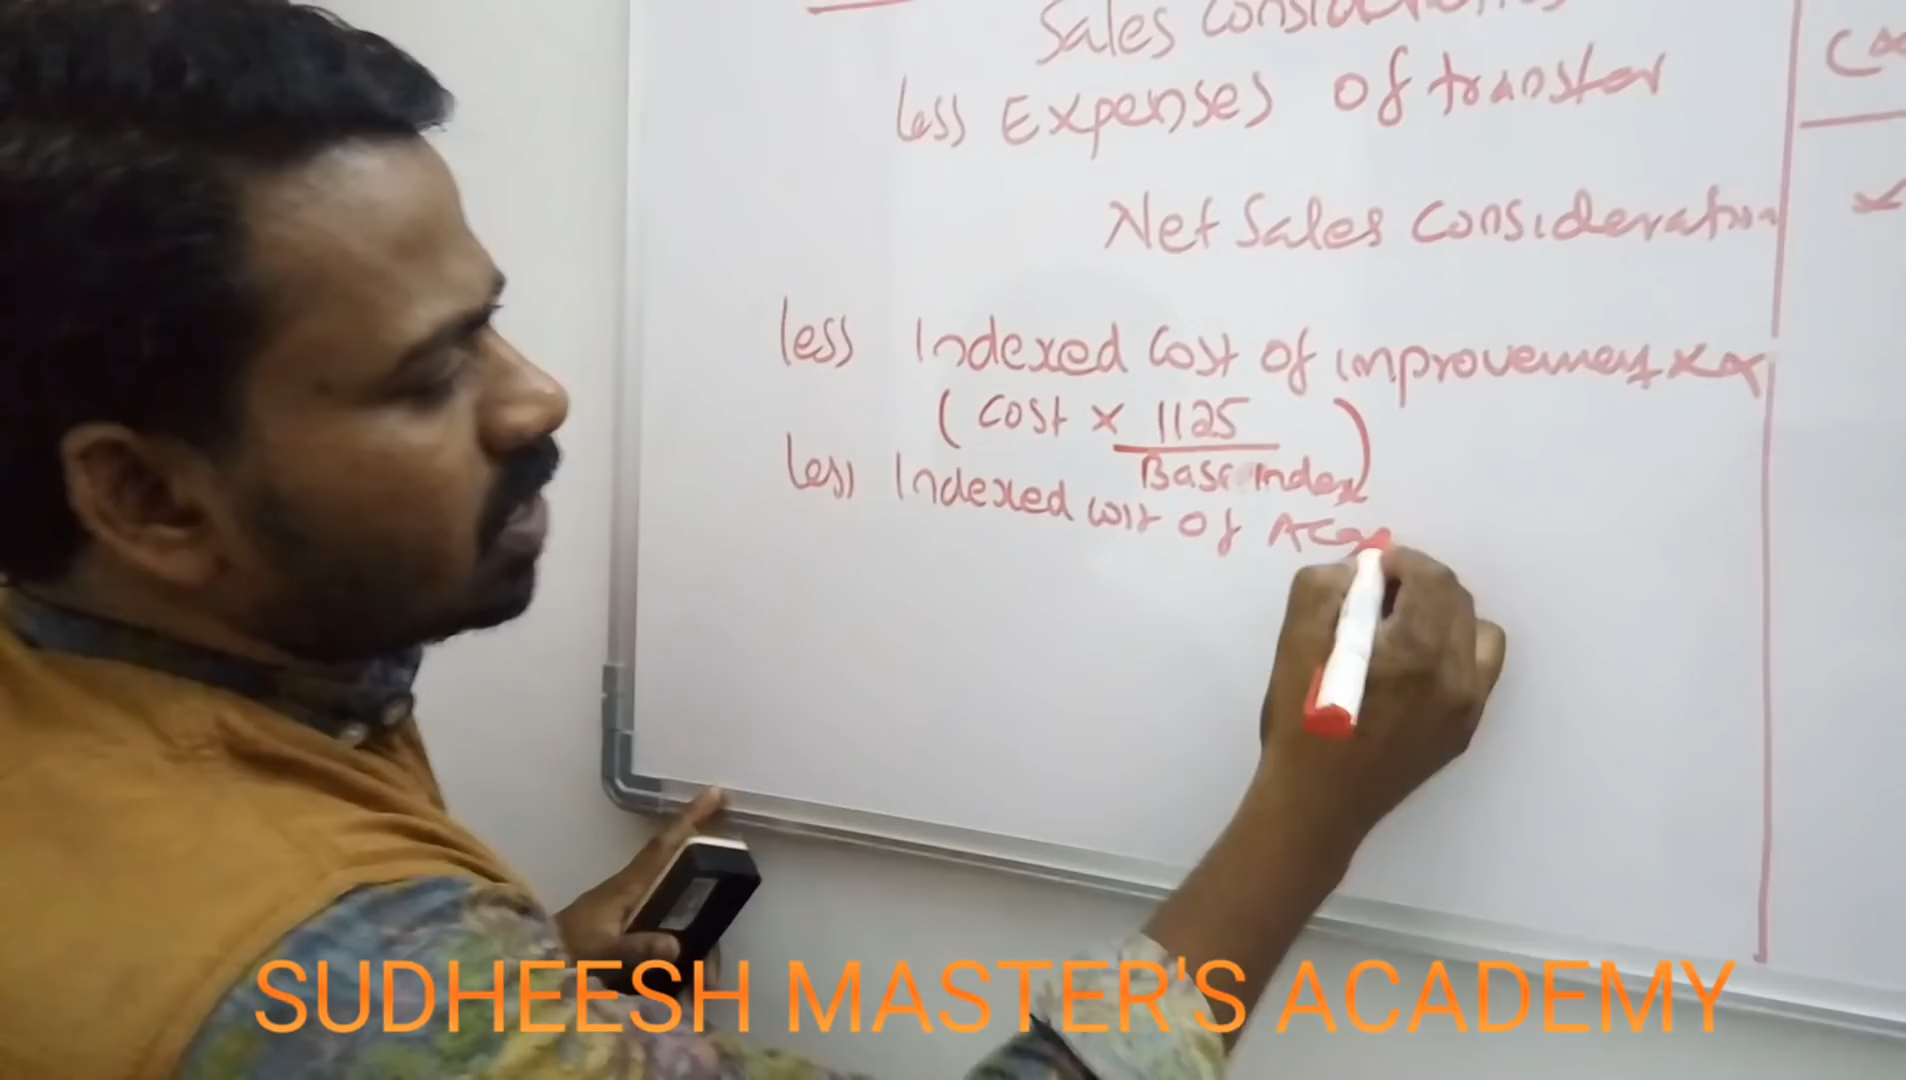 Sales Consideration
less Expenses of transfer
Net Sales Consideration
less Indexed Cost of improvement xx
(Cost × 1125
Base index)
less Indexed cost of Acq
SUDHEESH MASTER'S ACADEMY